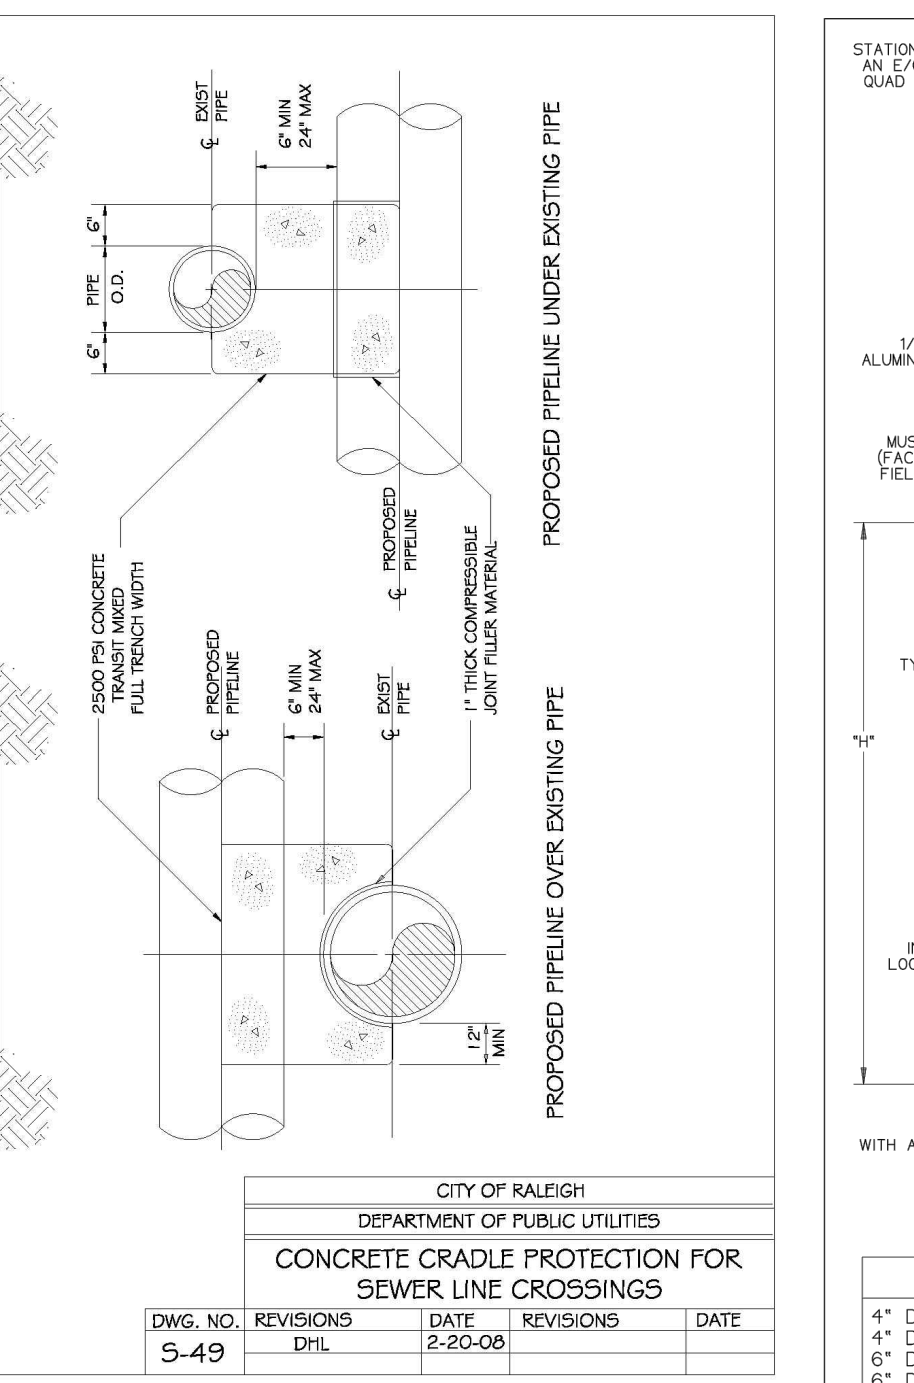 ℄ EXIST
PIPE
6" MIN
24" MAX
6"
PIPE
O.D.
6"
PROPOSED PIPELINE UNDER EXISTING PIPE
℄ PROPOSED
PIPELINE
2500 PSI CONCRETE
TRANSIT MIXED
FULL TRENCH WIDTH
1" THICK COMPRESSIBLE
JOINT FILLER MATERIAL
℄ PROPOSED
PIPELINE
6" MIN
24" MAX
℄ EXIST
PIPE
12"
MIN
PROPOSED PIPELINE OVER EXISTING PIPE
CITY OF RALEIGH
DEPARTMENT OF PUBLIC UTILITIES
CONCRETE CRADLE PROTECTION FOR
SEWER LINE CROSSINGS
DWG. NO. REVISIONS DATE REVISIONS DATE
S-49 DHL 2-20-08
STATION
AN E/
QUAD
1/
ALUMIN
MUS
(FAC
FIEL
TY
"H"
IN
LOC
WITH A
4" D
4" D
6" D
6" D